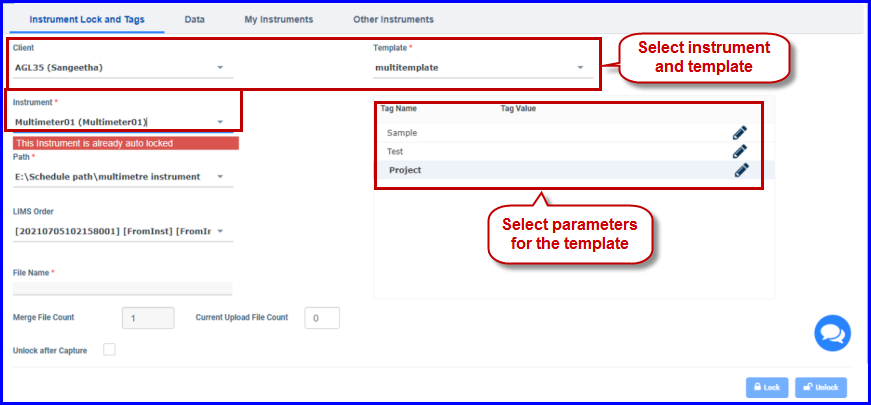 Instrument Lock and Tags Data My Instruments Other Instruments
Client
AGL35 (Sangeetha)
Template *
multitemplate
Select instrument
and template
Instrument *
Multimeter01 (Multimeter01)
This Instrument is already auto locked
Path *
E:\Schedule path\multimetre instrument
LIMS Order
[20210705102158001] [FromInst] [FromIr
File Name *
Merge File Count 1 Current Upload File Count 0
Unlock after Capture
Tag Name Tag Value
Sample
Test
Project
Select parameters
for the template
Lock Unlock